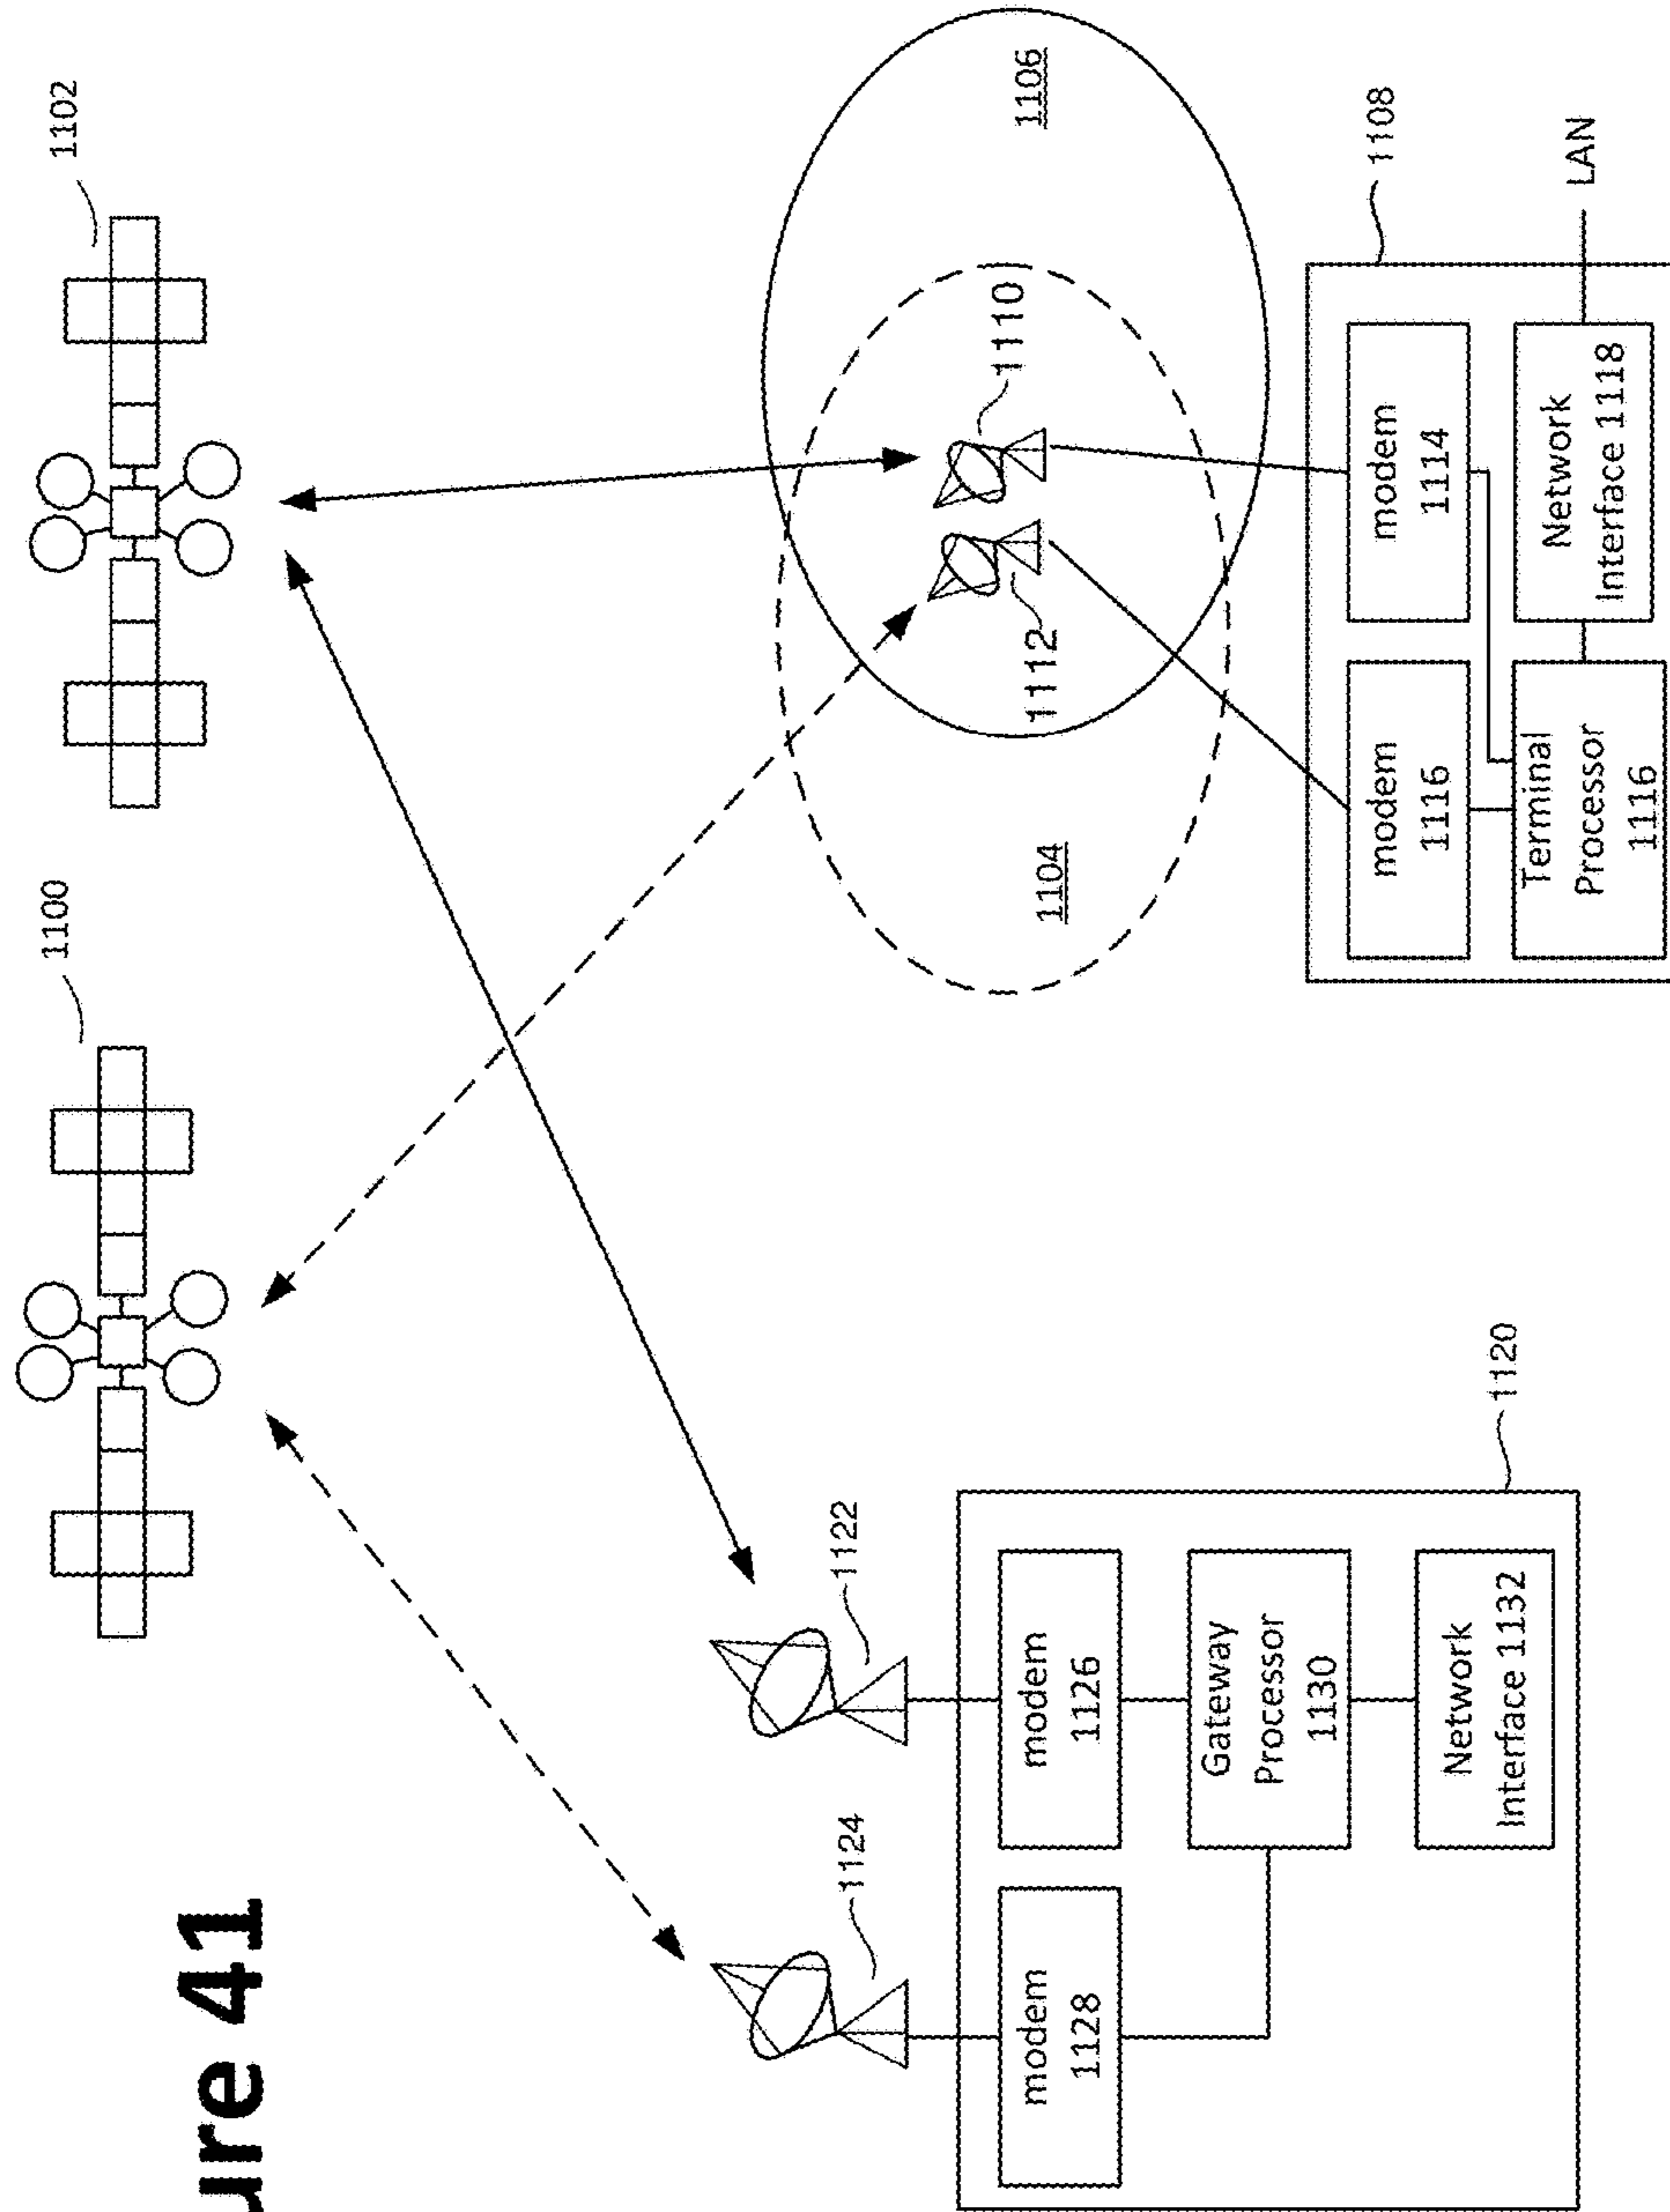 ure 41
1100
1102
1124
1122
1104
1112
1110
1106
modem
1128
modem
1126
Gateway
Processor
1130
Network
Interface 1132
1120
modem
1116
modem
1114
1108
Terminal
Processor
1116
Network
Interface 1118
LAN